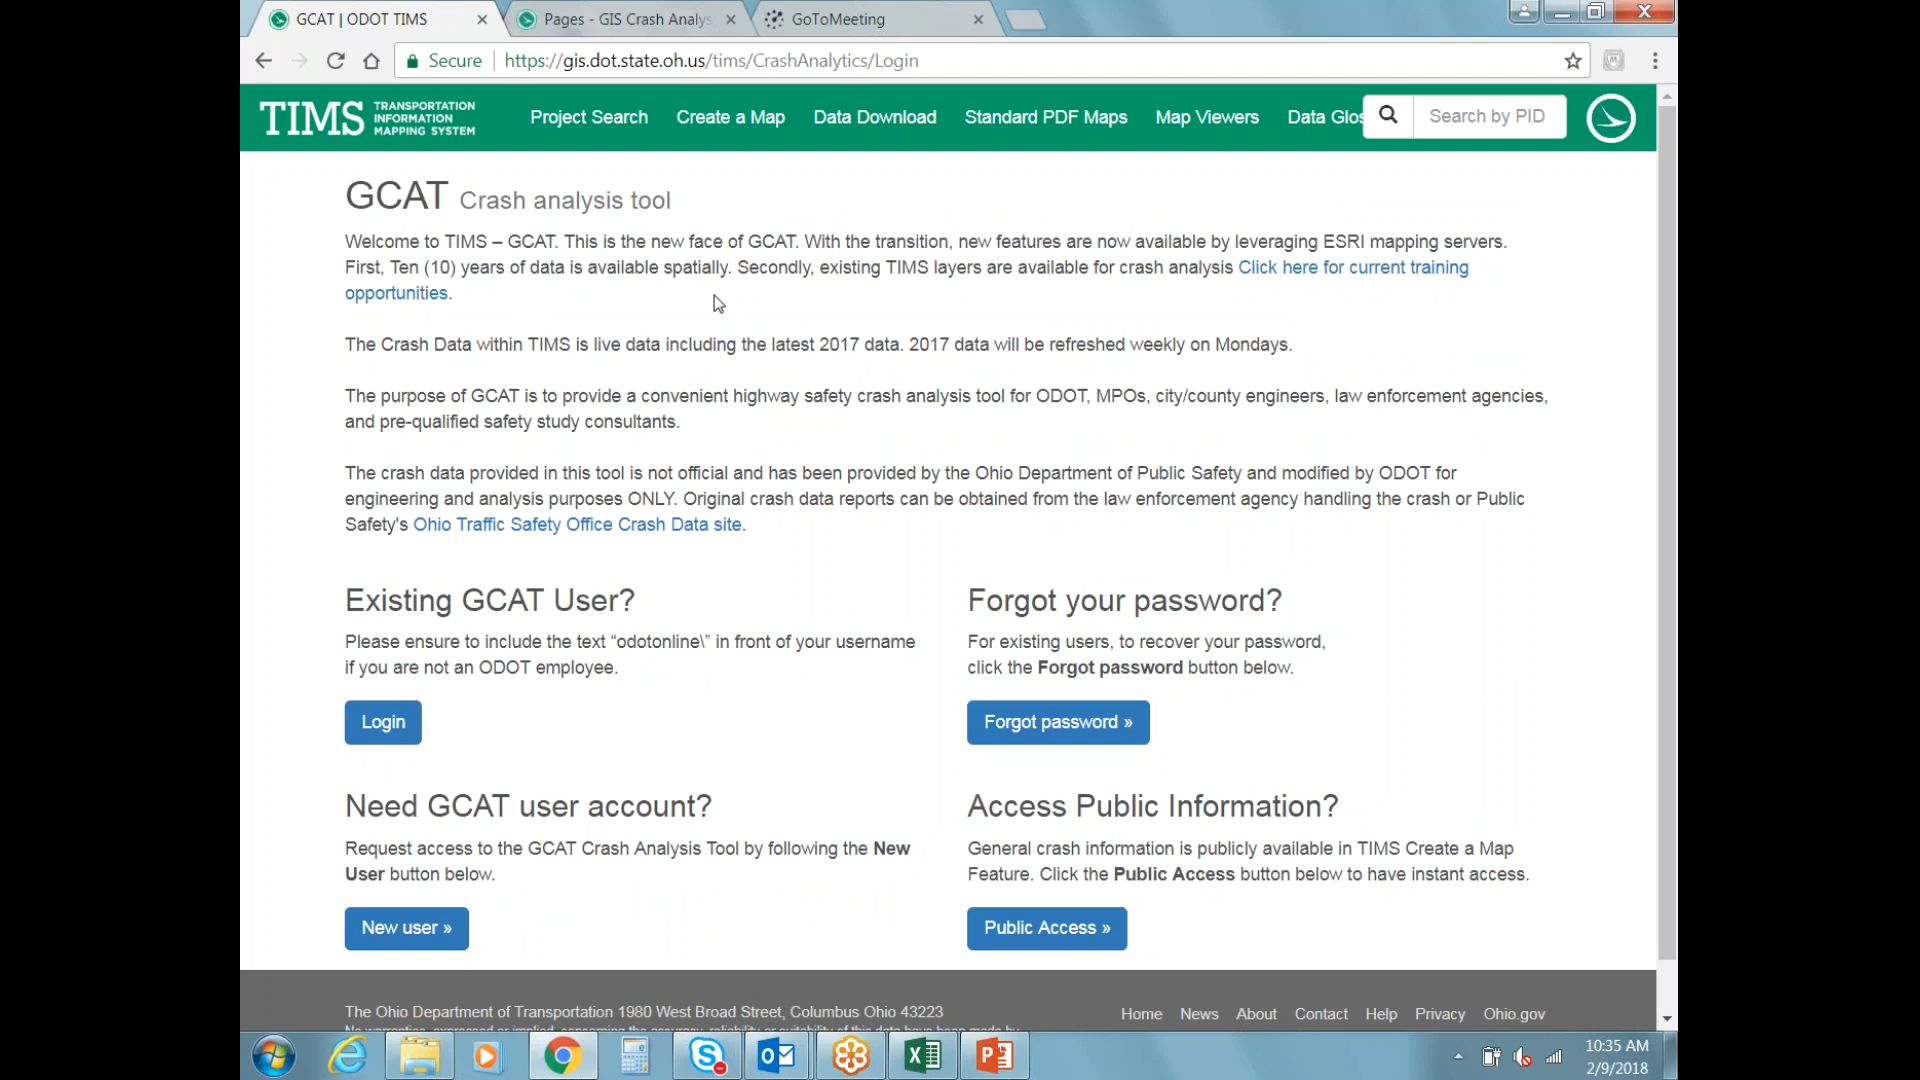 GCAT | ODOT TIMS
Pages - GIS Crash Analys
GoToMeeting
Secure
https://gis.dot.state.oh.us/tims/CrashAnalytics/Login
TIMS TRANSPORTATION INFORMATION MAPPING SYSTEM
Project Search
Create a Map
Data Download
Standard PDF Maps
Map Viewers
Data Glos
Search by PID
GCAT Crash analysis tool
Welcome to TIMS – GCAT. This is the new face of GCAT. With the transition, new features are now available by leveraging ESRI mapping servers.
First, Ten (10) years of data is available spatially. Secondly, existing TIMS layers are available for crash analysis Click here for current training
opportunities.
The Crash Data within TIMS is live data including the latest 2017 data. 2017 data will be refreshed weekly on Mondays.
The purpose of GCAT is to provide a convenient highway safety crash analysis tool for ODOT, MPOs, city/county engineers, law enforcement agencies,
and pre-qualified safety study consultants.
The crash data provided in this tool is not official and has been provided by the Ohio Department of Public Safety and modified by ODOT for
engineering and analysis purposes ONLY. Original crash data reports can be obtained from the law enforcement agency handling the crash or Public
Safety's Ohio Traffic Safety Office Crash Data site.
Existing GCAT User?
Please ensure to include the text “odotonline\” in front of your username
if you are not an ODOT employee.
Login
Forgot your password?
For existing users, to recover your password,
click the Forgot password button below.
Forgot password »
Need GCAT user account?
Request access to the GCAT Crash Analysis Tool by following the New
User button below.
New user »
Access Public Information?
General crash information is publicly available in TIMS Create a Map
Feature. Click the Public Access button below to have instant access.
Public Access »
The Ohio Department of Transportation 1980 West Broad Street, Columbus Ohio 43223
Home
News
About
Contact
Help
Privacy
Ohio.gov
10:35 AM
2/9/2018